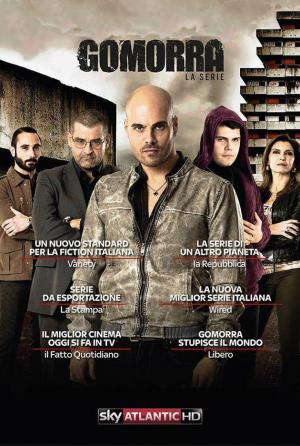 GOMORRA
LA SERIE
UN NUOVO STANDARD
PER LA FICTION ITALIANA
Variety
LA SERIE DI
UN ALTRO PIANETA
la Repubblica
SERIE
DA ESPORTAZIONE
La Stampa
LA NUOVA
MIGLIOR SERIE ITALIANA
Wired
IL MIGLIOR CINEMA
OGGI SI FA IN TV
il Fatto Quotidiano
GOMORRA
STUPISCE IL MONDO
Libero
sky ATLANTIC HD